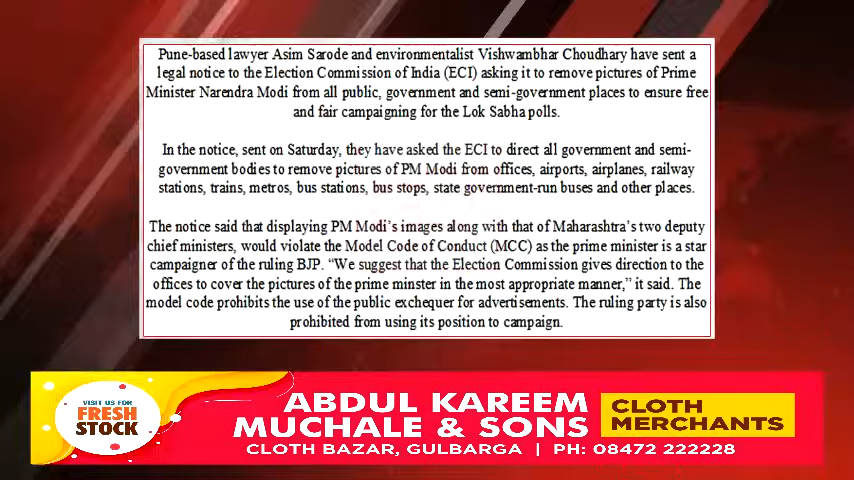 Pune-based lawyer Asim Sarode and environmentalist Vishwambhar Choudhary have sent a
legal notice to the Election Commission of India (ECI) asking it to remove pictures of Prime
Minister Narendra Modi from all public, government and semi-government places to ensure free
and fair campaigning for the Lok Sabha polls.
In the notice, sent on Saturday, they have asked the ECI to direct all government and semi-
government bodies to remove pictures of PM Modi from offices, airports, airplanes, railway
stations, trains, metros, bus stations, bus stops, state government-run buses and other places.
The notice said that displaying PM Modi's images along with that of Maharashtra's two deputy
chief ministers, would violate the Model Code of Conduct (MCC) as the prime minister is a star
campaigner of the ruling BJP. “We suggest that the Election Commission gives direction to the
offices to cover the pictures of the prime minster in the most appropriate manner,” it said. The
model code prohibits the use of the public exchequer for advertisements. The ruling party is also
prohibited from using its position to campaign.
VISIT US FOR
FRESH
STOCK
ABDUL KAREEM
MUCHALE & SONS
CLOTH
MERCHANTS
CLOTH BAZAR, GULBARGA | PH: 08472 222228